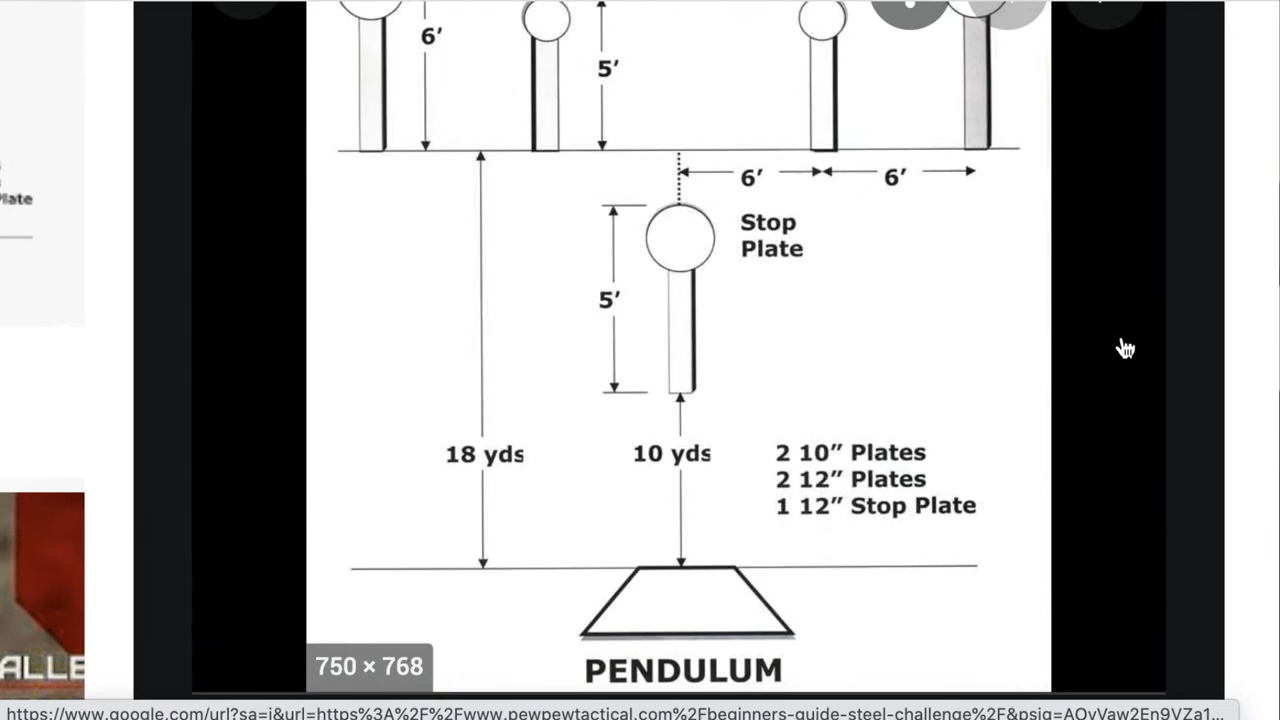 6'
5'
6'
6'
Plate
Stop
Plate
5'
18 yds
10 yds
2 10" Plates
2 12" Plates
1 12" Stop Plate
ALLE
750 × 768
PENDULUM
https://www.google.com/url?sa=i&url=https%3A%2F%2Fwww.pewpewtactical.com%2Fbeginners-guide-steel-challenge%2F&psig=AOvVaw2En9VZa1...